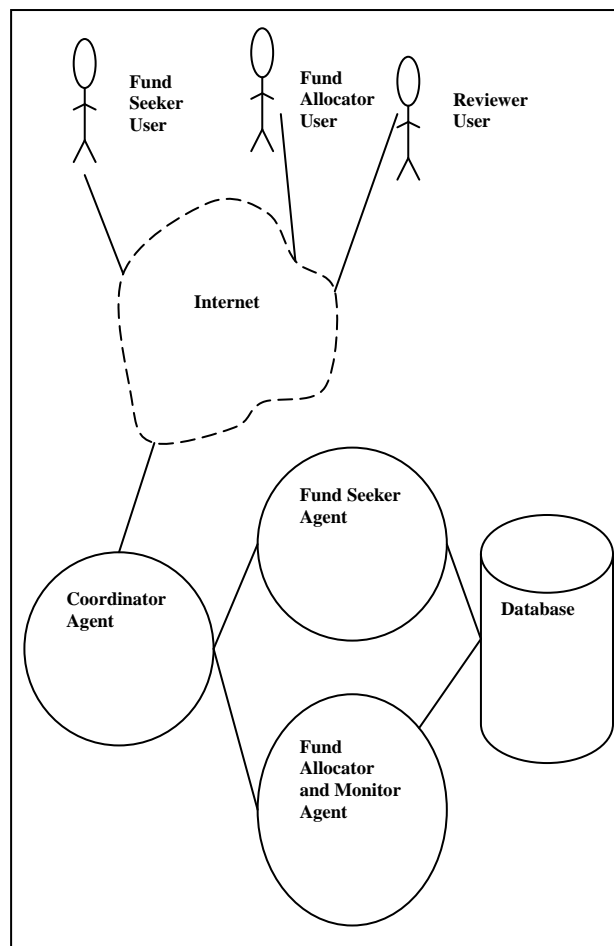 Fund
Seeker
User
Fund
Allocator
User
Reviewer
User
Internet
Fund Seeker
Agent
Coordinator
Agent
Database
Fund
Allocator
and Monitor
Agent